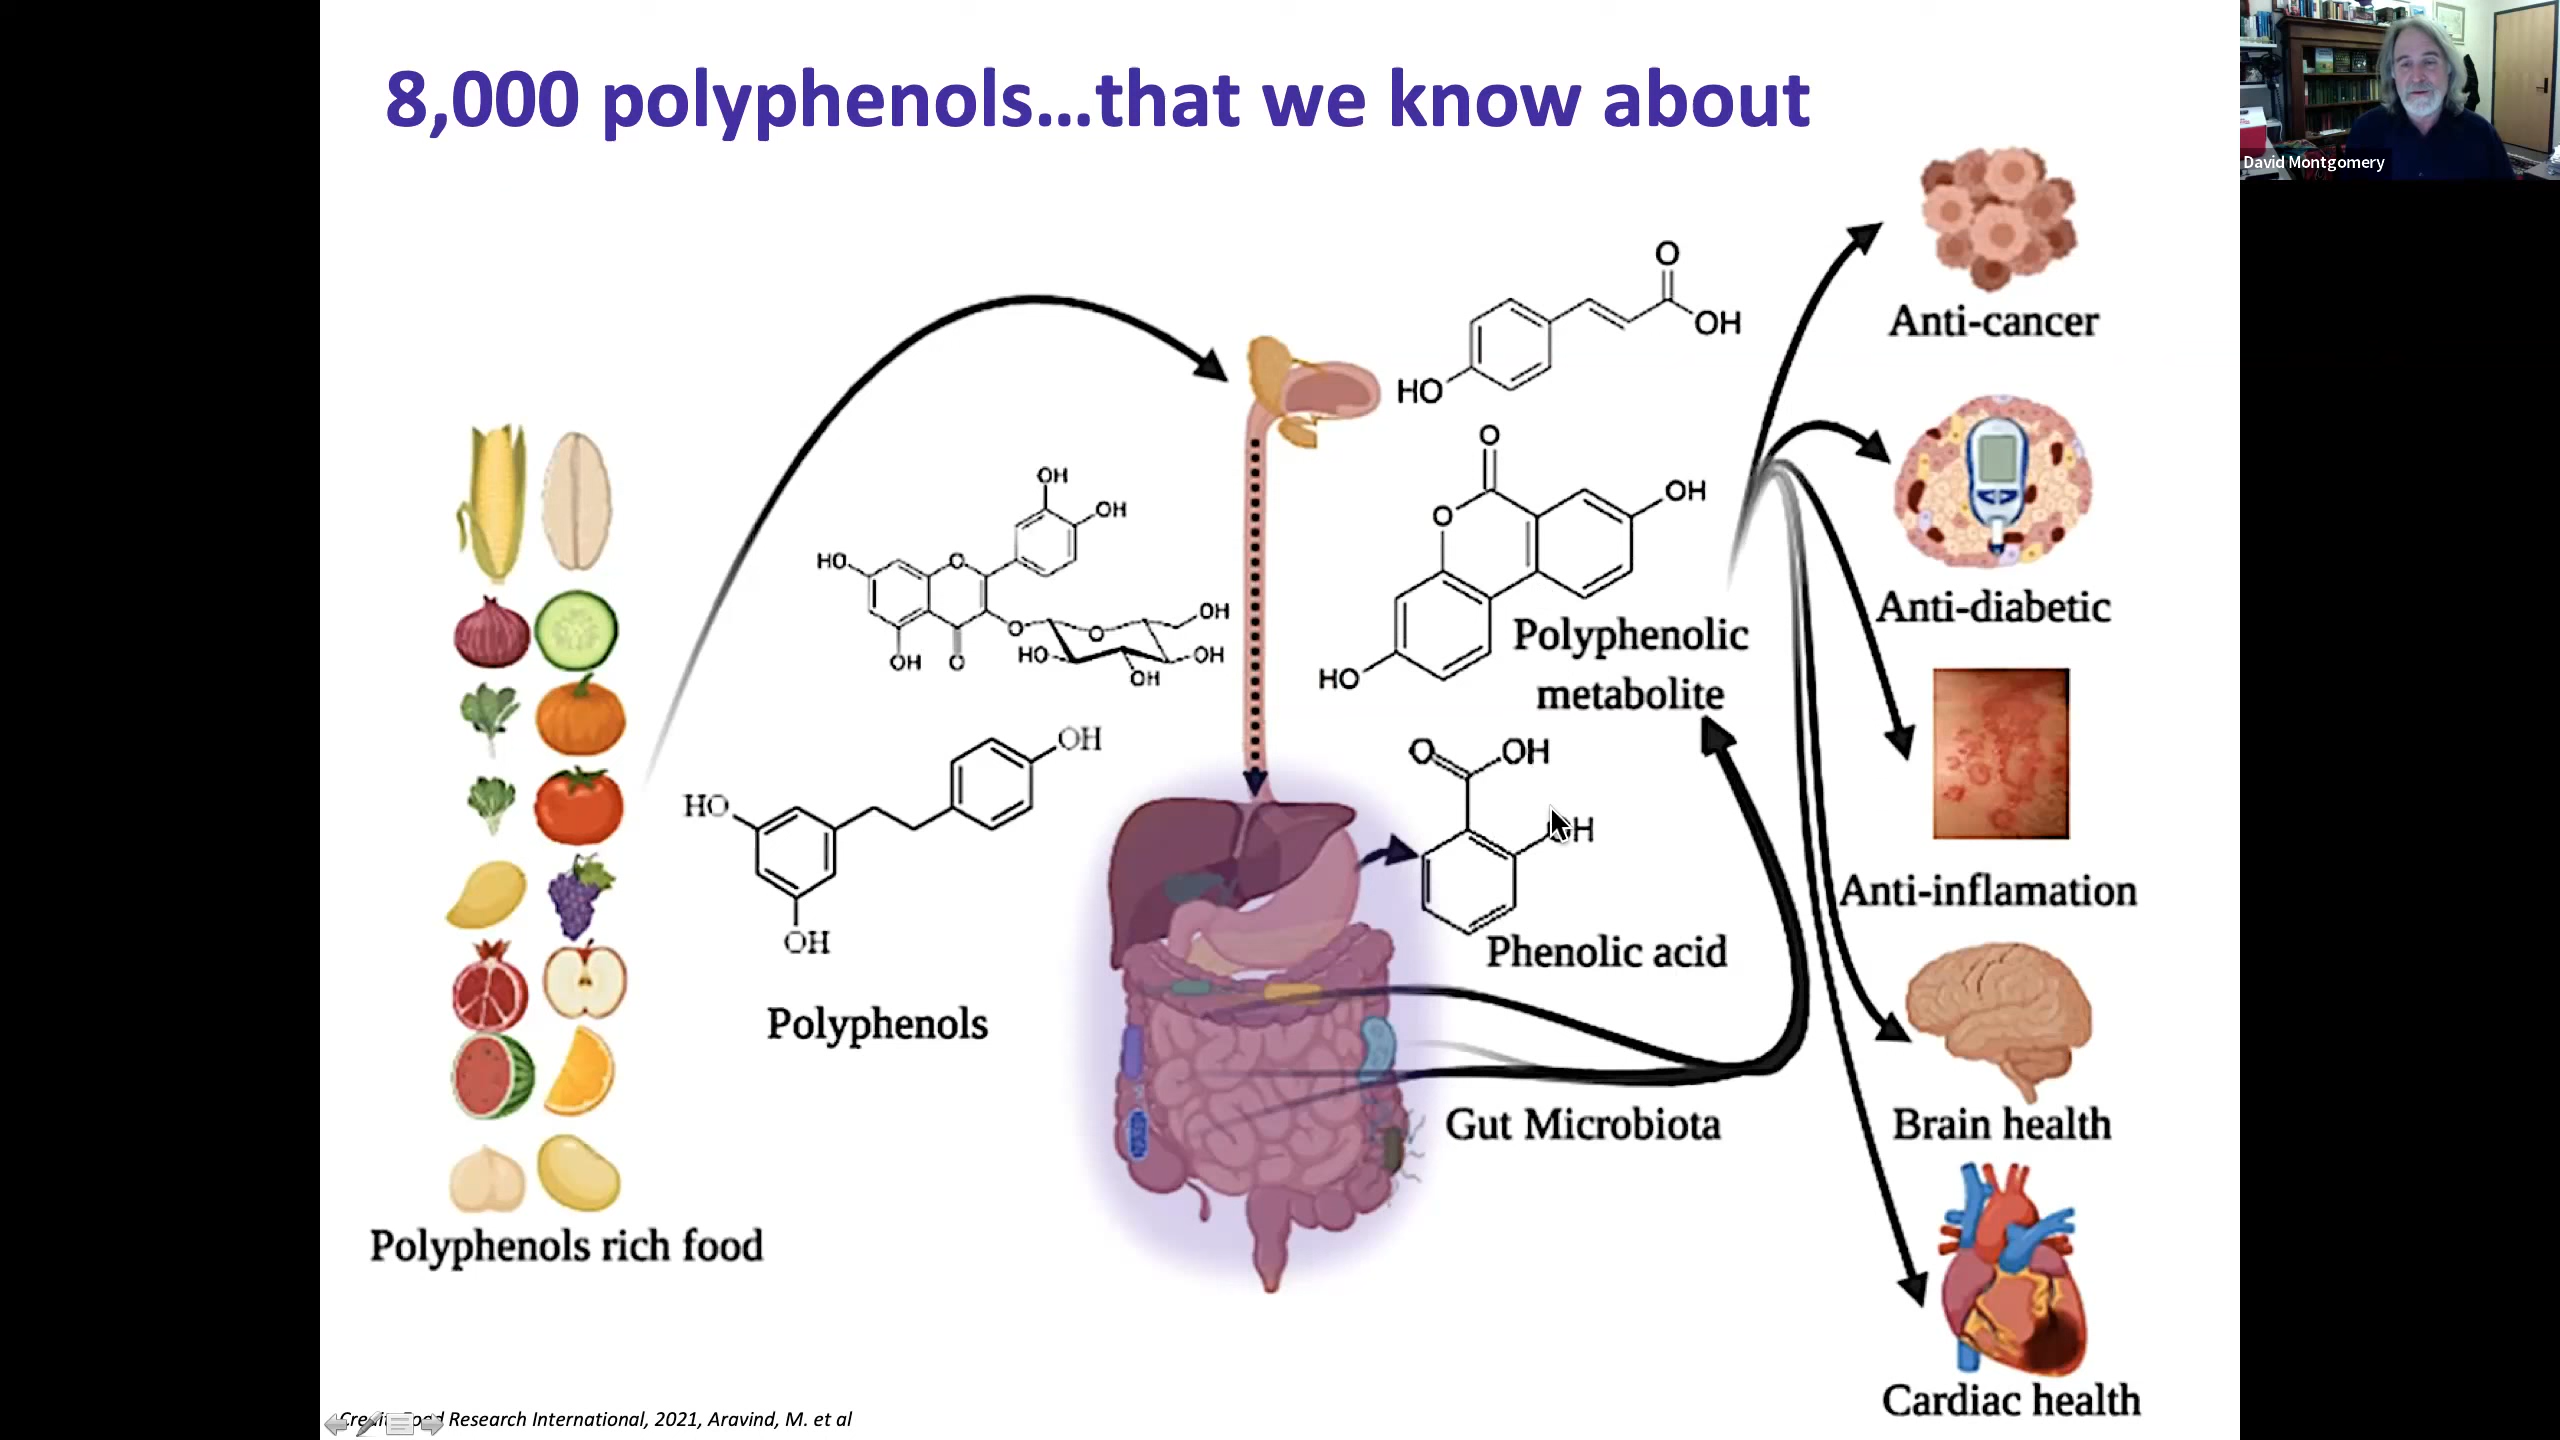 8,000 polyphenols...that we know about
David Montgomery
Anti-cancer
Anti-diabetic
Anti-inflamation
Brain health
Cardiac health
O
OH
HO
O
O
OH
HO
Polyphenolic
metabolite
O
OH
H
Phenolic acid
Gut Microbiota
OH
OH
HO
O
O
OH
O
O
OH
HO
OH
OH
OH
HO
OH
Polyphenols
Polyphenols rich food
Credit: Food Research International, 2021, Aravind, M. et al